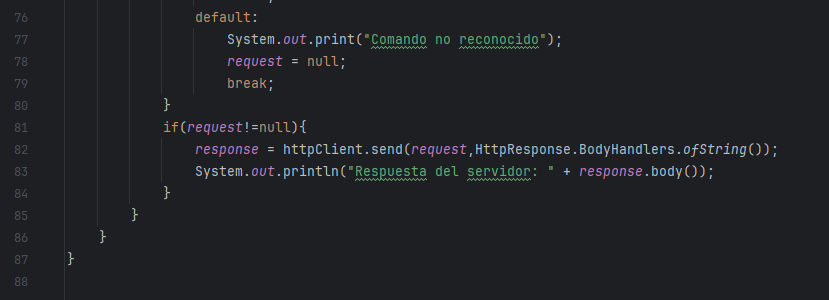 76 default:
77 System.out.print("Comando no reconocido");
78 request = null;
79 break;
80 }
81 if(request!=null){
82 response = httpClient.send(request,HttpResponse.BodyHandlers.ofString());
83 System.out.println("Respuesta del servidor: " + response.body());
84 }
85 }
86 }
87 }
88